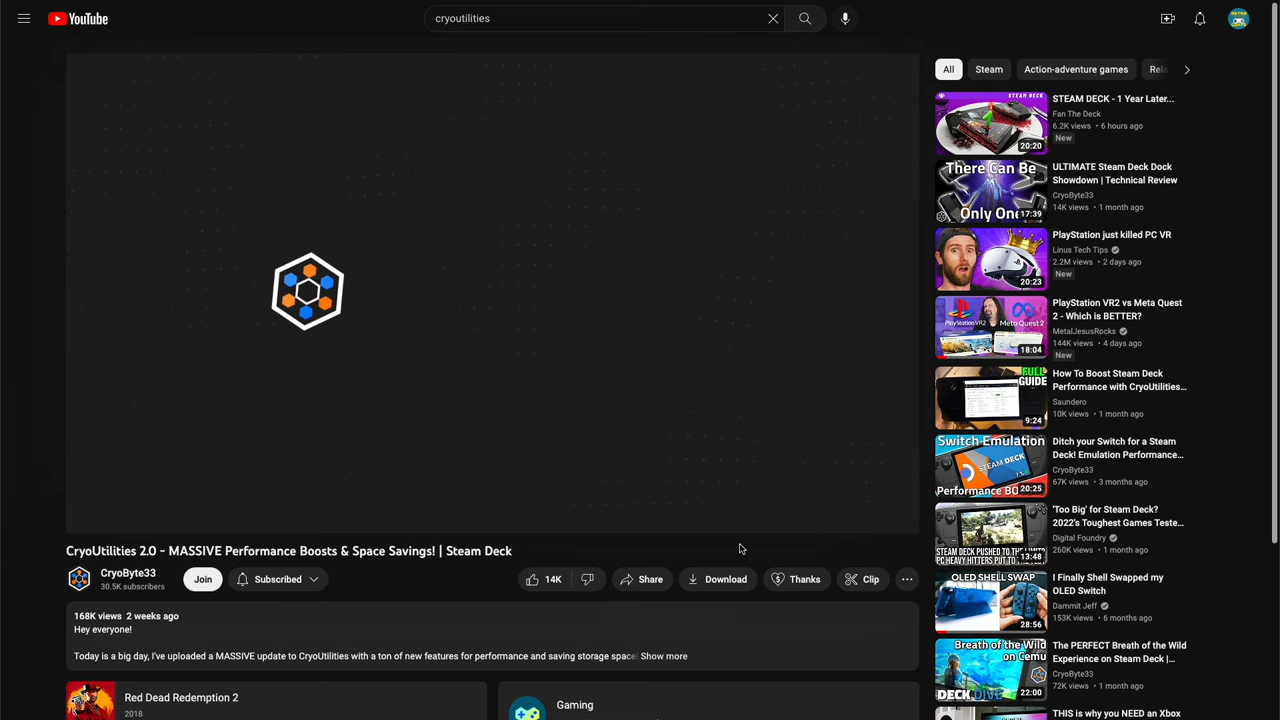 YouTube
cryoutilities
All
Steam
Action-adventure games
STEAM DECK
20:20
STEAM DECK - 1 Year Later...
Fan The Deck
6.2K views • 6 hours ago
New
There Can Be
Only One
17:39
ULTIMATE Steam Deck Dock
Showdown | Technical Review
CryoByte33
14K views • 1 month ago
20:23
PlayStation just killed PC VR
Linus Tech Tips
2.2M views • 2 days ago
New
PlayStation VR2
Meta Quest 2
18:04
PlayStation VR2 vs Meta Quest
2 - Which is BETTER?
MetalJesusRocks
144K views • 4 days ago
New
FULL
GUIDE
9:24
How To Boost Steam Deck
Performance with CryoUtilities...
Saundero
10K views • 1 month ago
Switch Emulation
STEAM DECK
Performance BO
20:25
Ditch your Switch for a Steam
Deck! Emulation Performance...
CryoByte33
67K views • 3 months ago
STEAM DECK PUSHED TO THE LIMITS
PC HEAVY HITTERS PUT TO
13:48
'Too Big' for Steam Deck?
2022's Toughest Games Teste...
Digital Foundry
260K views • 1 month ago
OLED SHELL SWAP
28:56
I Finally Shell Swapped my
OLED Switch
Dammit Jeff
153K views • 6 months ago
Breath of the Wild
on Cemu
DECK DIVE
22:00
The PERFECT Breath of the Wild
Experience on Steam Deck |...
CryoByte33
72K views • 1 month ago
THIS is why you NEED an Xbox
CryoUtilities 2.0 - MASSIVE Performance Boosts & Space Savings! | Steam Deck
CryoByte33
30.5K subscribers
Join
Subscribed
14K
Share
Download
Thanks
Clip
168K views 2 weeks ago
Hey everyone!
Today is a big day, I've uploaded a MASSIVE update to CryoUtilities with a ton of new features for performance and saving storage space! Show more
Red Dead Redemption 2
2018
Gaming